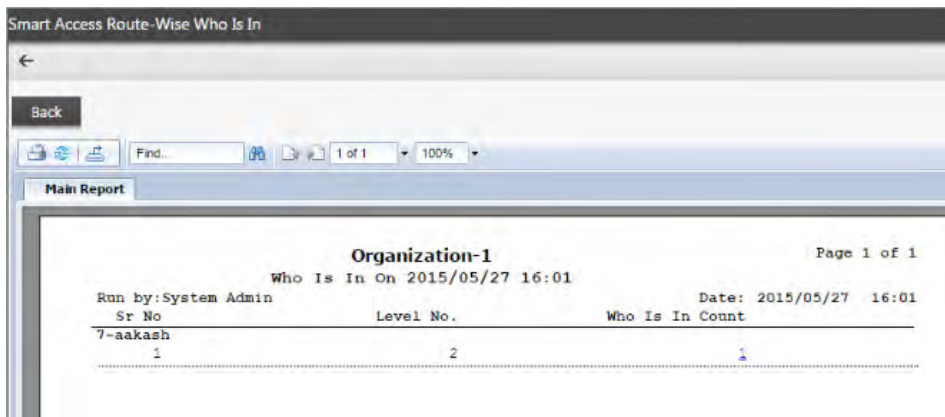 Smart Access Route-Wise Who Is In
Back
Find... 1 of 1 100%
Main Report
Organization-1 Page 1 of 1
Who Is In On 2015/05/27 16:01
Run by:System Admin Date: 2015/05/27 16:01
Sr No Level No. Who Is In Count
7-aakash
1 2 1